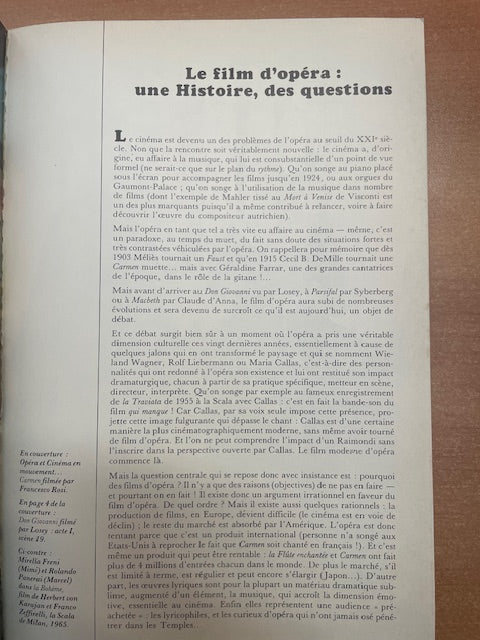 Le film d'opéra :
une Histoire, des questions
Le cinéma est devenu un des problèmes de l'opéra au seuil du XXIe siè-
cle. Non que la rencontre soit véritablement nouvelle : le cinéma a, d'ori-
gine, eu affaire à la musique, qui lui est consubstantielle d'un point de vue
formel (ne serait-ce que sur le plan du rythme). Qu'on songe au piano placé
sous l'écran pour accompagner les films jusqu'en 1924, ou aux orgues du
Gaumont-Palace ; qu'on songe à l'utilisation de la musique dans nombre
de films (dont l'exemple de Mahler tissé au Mort à Venise de Visconti est
un des plus marquants puisqu'il a même contribué à relancer, voire à faire
découvrir l'œuvre du compositeur autrichien).
Mais l'opéra en tant que tel a très vite eu affaire au cinéma — même, c'est
un paradoxe, au temps du muet, du fait sans doute des situations fortes et
très contrastées véhiculées par l'opéra. On rappellera pour mémoire que dès
1903 Méliès tournait un Faust et qu'en 1915 Cecil B. DeMille tournait une
Carmen muette... mais avec Géraldine Farrar, une des grandes cantatrices
de l'époque, dans le rôle de la gitane !...
Mais avant d'arriver au Don Giovanni vu par Losey, à Parsifal par Syberberg
ou à Macbeth par Claude d'Anna, le film d'opéra aura subi de nombreuses
évolutions et sera devenu de surcroît ce qu'il est aujourd'hui, un objet de
débat.
Et ce débat surgit bien sûr à un moment où l'opéra a pris une véritable
dimension culturelle ces vingt dernières années, essentiellement à cause de
quelques jalons qui en ont transformé le paysage et qui se nomment Wie-
land Wagner, Rolf Liebermann ou Maria Callas, c'est-à-dire des person-
nalités qui ont redonné à l'opéra son existence et lui ont restitué son impact
dramaturgique, chacun à partir de sa pratique spécifique, metteur en scène,
directeur, interprète. Qu'on songe par exemple au fameux enregistrement
de la Traviata de 1955 à la Scala avec Callas : c'est en fait la bande-son du
film qui manque ! Car Callas, par sa voix seule impose cette présence, pro-
jette cette image fulgurante qui dépasse le chant : Callas est d'une certaine
manière la plus cinématographiquement moderne, sans même avoir tourné
de film d'opéra. Et l'on ne peut comprendre l'impact d'un Raimondi sans
l'inscrire dans la perspective ouverte par Callas. Le film moderne d'opéra
commence là.
Mais la question centrale qui se pose donc avec insistance est : pourquoi
des films d'opéra ? Il n'y a que des raisons (objectives) de ne pas en faire —
et pourtant on en fait ! Il existe donc un argument irrationnel en faveur du
film d'opéra. De quel ordre ? Mais il existe aussi quelques rationnels : la
production de films, en Europe, devient difficile (le cinéma est en voie de
déclin) ; le reste du marché est absorbé par l'Amérique. L'opéra est donc
tentant parce que c'est un produit international (personne n'a songé aux
Etats-Unis à reprocher le fait que Carmen soit chanté en français !). Et c'est
même un produit qui peut être rentable : la Flûte enchantée et Carmen ont fait
plus de 4 millions d'entrées chacun dans le monde. De plus le marché, s'il
est limité à terme, est régulier et peut encore s'élargir (Japon...). D'autre
part, les œuvres lyriques sont pour la plupart un matériau dramatique sub-
lime, augmenté d'un élément, la musique, qui accroît la dimension émo-
tive, essentielle au cinéma. Enfin elles représentent une audience « pré-
achetée » : les lyricophiles, et les curieux d'opéra qui n'ont jamais osé péné-
trer dans les Temples...
En couverture :
Opéra et Cinéma en
mouvement...
Carmen filmée par
Francesco Rosi.
En page 4 de la
couverture :
Don Giovanni filmé
par Losey : acte I,
scène 19.
Ci-contre :
Mirella Freni
(Mimi) et Rolando
Panerai (Marcel)
dans la Bohème,
film de Herbert von
Karajan et Franco
Zeffirelli, la Scala
de Milan, 1965.